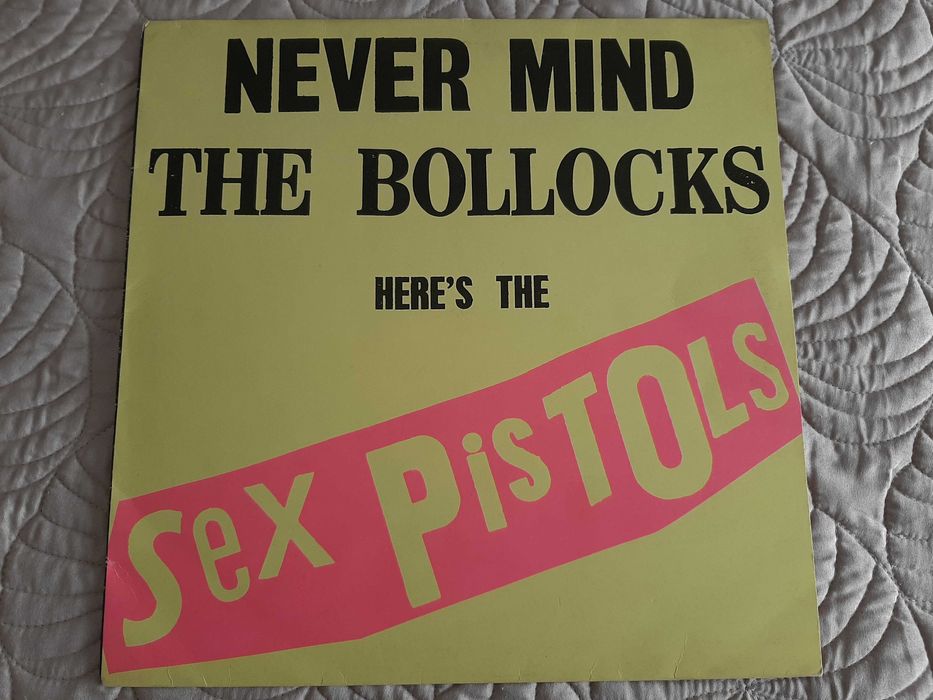 NEVER MIND
THE BOLLOCKS
HERE'S THE
Sex PisTOls